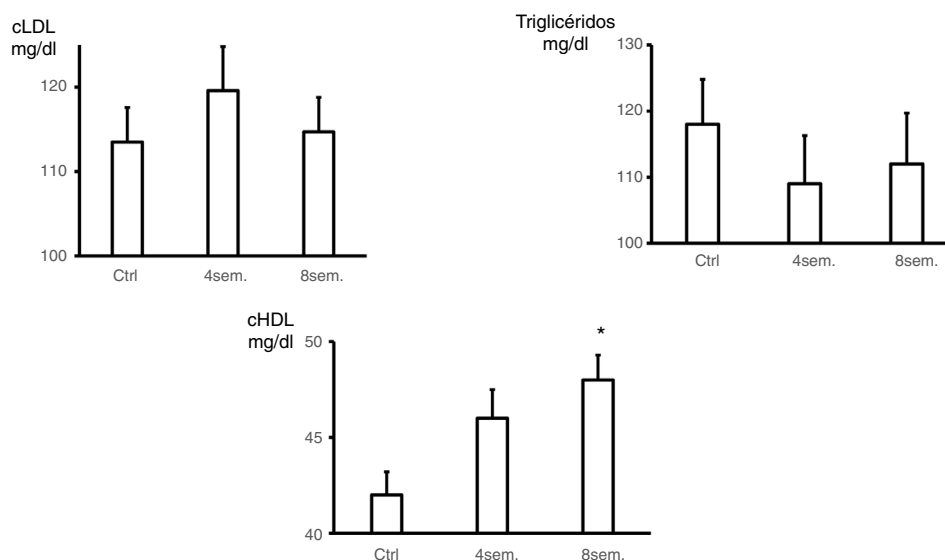 cLDL
mg/dl
120
110
100
Ctrl 4sem. 8sem.
Triglicéridos
mg/dl
130
120
110
100
Ctrl 4sem. 8sem.
cHDL
mg/dl
50
45
40
*
Ctrl 4sem. 8sem.